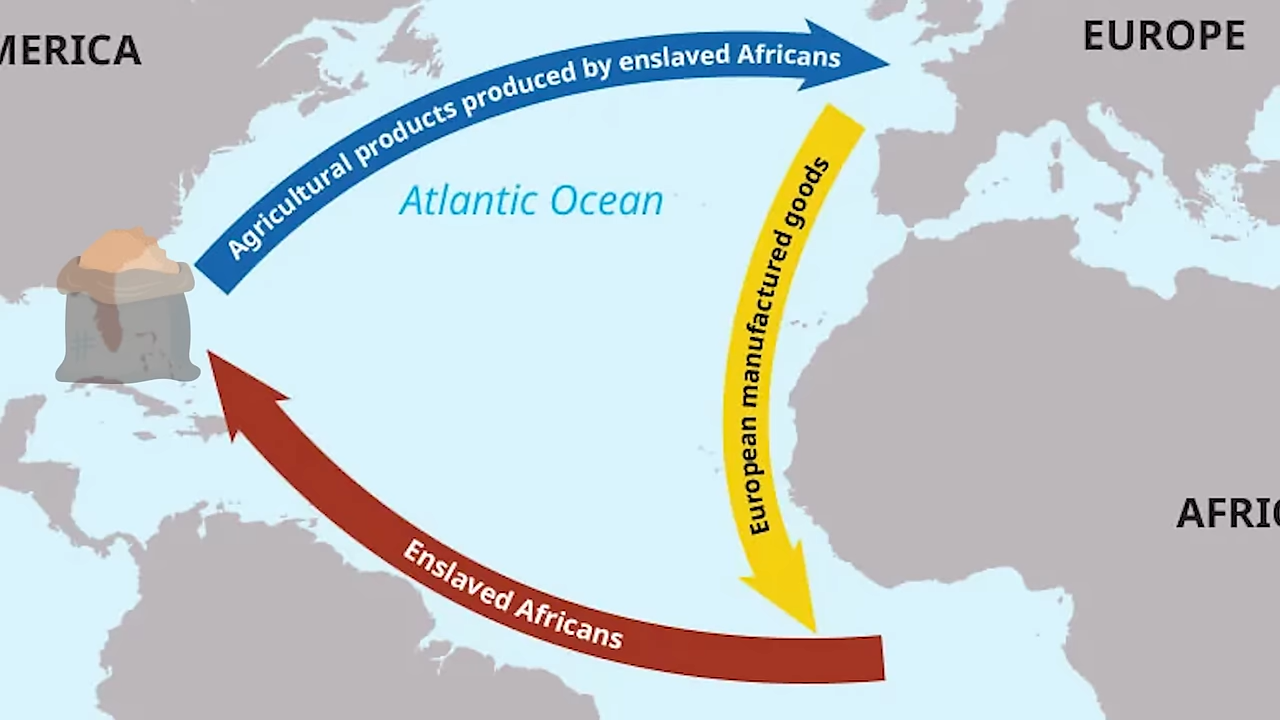 MERICA
EUROPE
Agricultural products produced by enslaved Africans
Atlantic Ocean
European manufactured goods
AFRIC
Enslaved Africans